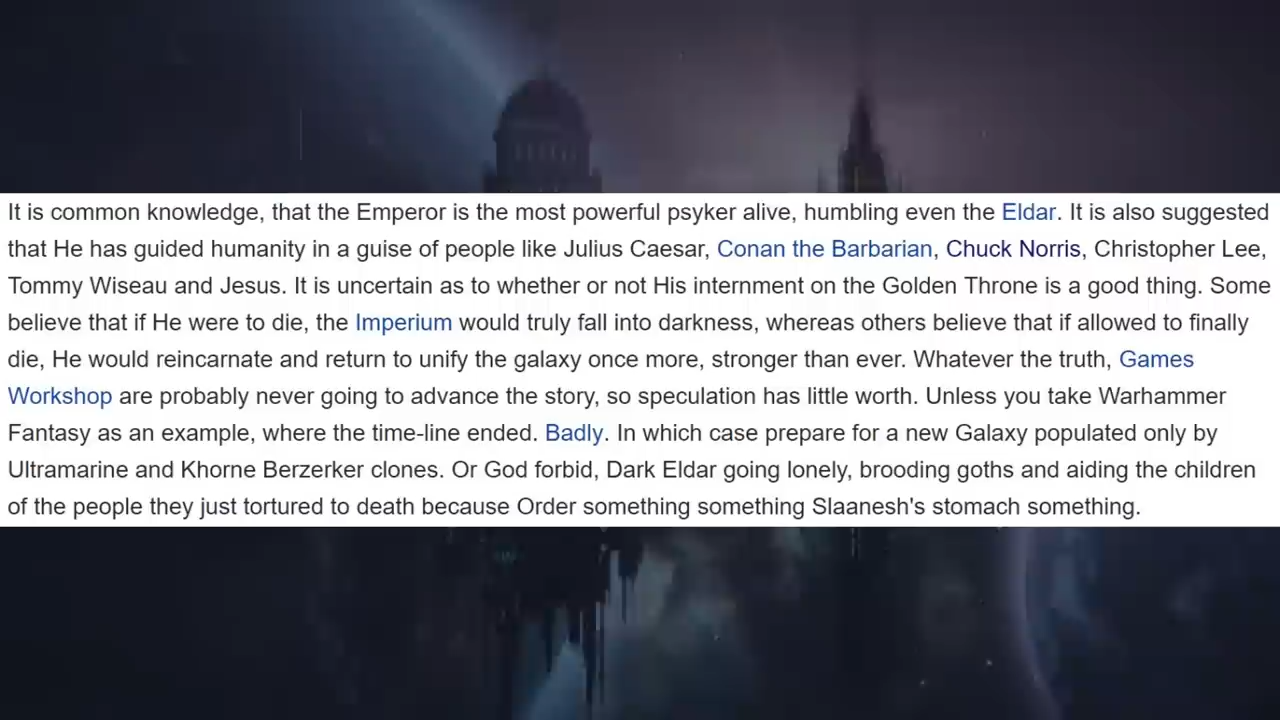 It is common knowledge, that the Emperor is the most powerful psyker alive, humbling even the Eldar. It is also suggested
that He has guided humanity in a guise of people like Julius Caesar, Conan the Barbarian, Chuck Norris, Christopher Lee,
Tommy Wiseau and Jesus. It is uncertain as to whether or not His internment on the Golden Throne is a good thing. Some
believe that if He were to die, the Imperium would truly fall into darkness, whereas others believe that if allowed to finally
die, He would reincarnate and return to unify the galaxy once more, stronger than ever. Whatever the truth, Games
Workshop are probably never going to advance the story, so speculation has little worth. Unless you take Warhammer
Fantasy as an example, where the time-line ended. Badly. In which case prepare for a new Galaxy populated only by
Ultramarine and Khorne Berzerker clones. Or God forbid, Dark Eldar going lonely, brooding goths and aiding the children
of the people they just tortured to death because Order something something Slaanesh's stomach something.